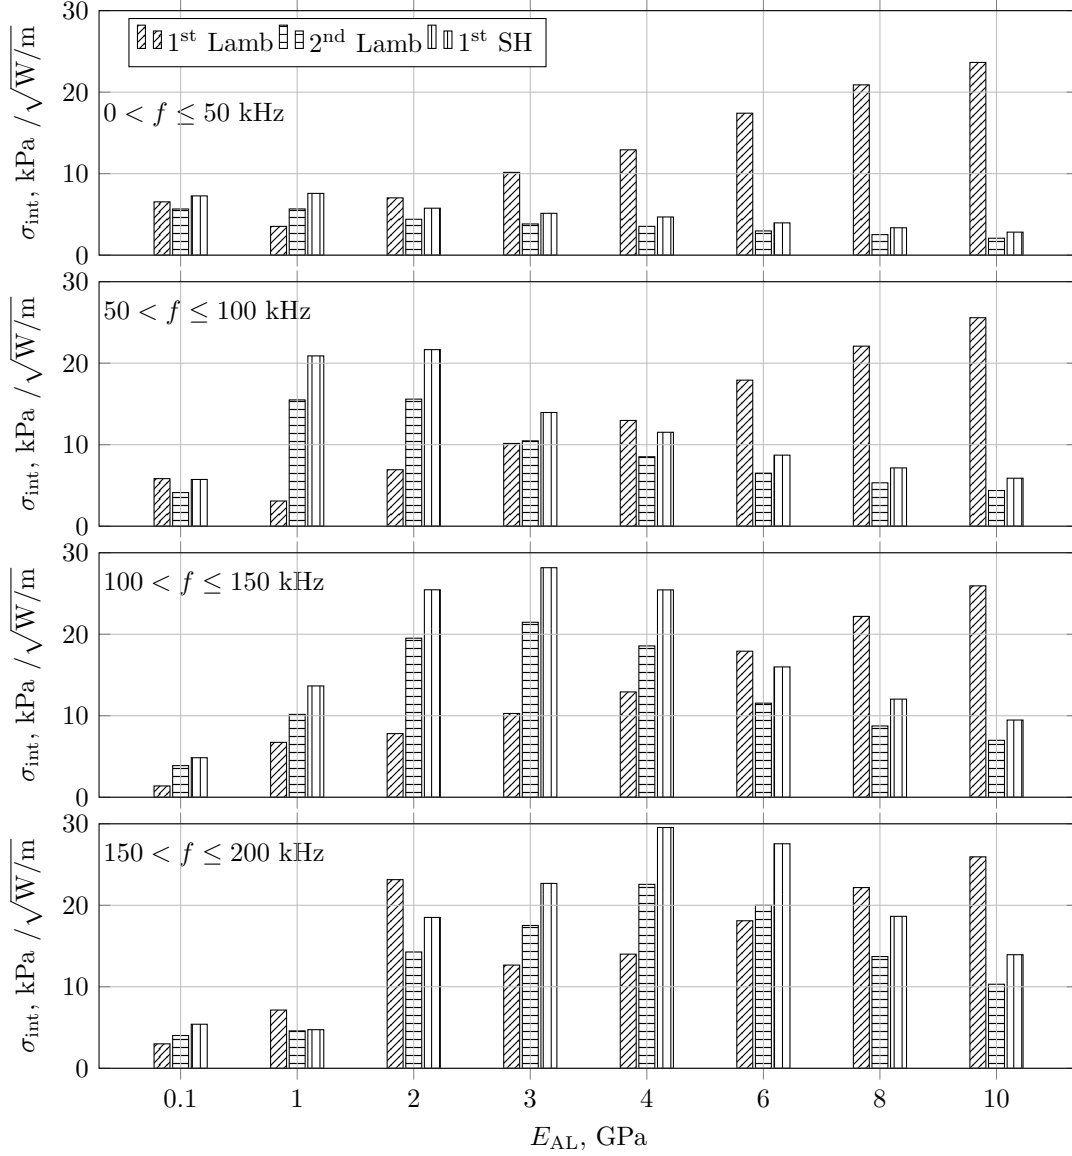 30
20
10
0
σint, kPa /√W/m
1st Lamb 2nd Lamb 1st SH
0 < f ≤ 50 kHz
30
20
10
0
σint, kPa /√W/m
50 < f ≤ 100 kHz
30
20
10
0
σint, kPa /√W/m
100 < f ≤ 150 kHz
30
20
10
0
σint, kPa /√W/m
150 < f ≤ 200 kHz
0.1 1 2 3 4 6 8 10
EAL, GPa